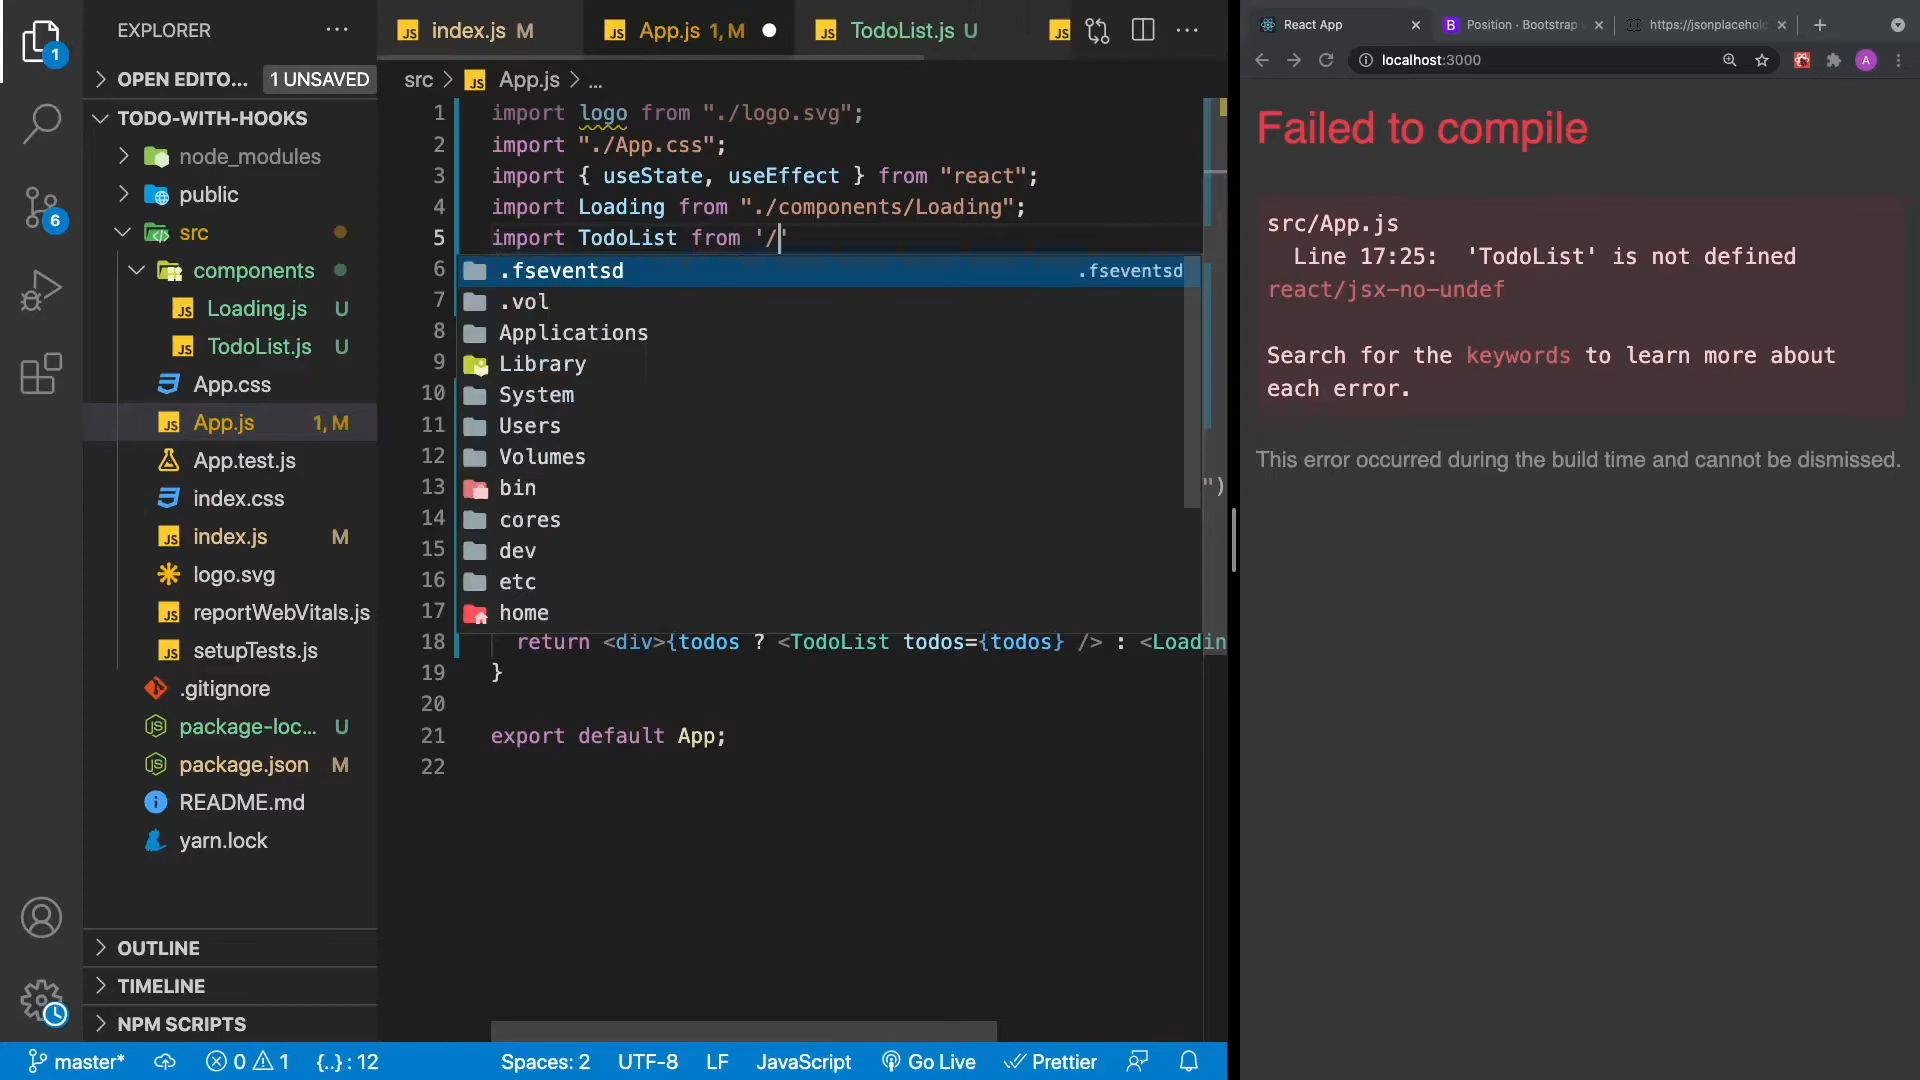 EXPLORER
index.js M
App.js 1, M
TodoList.js U
OPEN EDITO... 1 UNSAVED
src App.js ...
TODO-WITH-HOOKS
node_modules
public
src
components
Loading.js U
TodoList.js U
App.css
App.js 1, M
App.test.js
index.css
index.js M
logo.svg
reportWebVitals.js
setupTests.js
.gitignore
package-loc... U
package.json M
README.md
yarn.lock
OUTLINE
TIMELINE
NPM SCRIPTS
1
6
1 import logo from "./logo.svg";
2 import "./App.css";
3 import { useState, useEffect } from "react";
4 import Loading from "./components/Loading";
5 import TodoList from '/'
6
7
8
9
10
11
12
13 ")
14
15
16
17
.fseventsd .fseventsd
.vol
Applications
Library
System
Users
Volumes
bin
cores
dev
etc
home
18 return <div>{todos ? <TodoList todos={todos} /> : <Loadin
19 }
20
21 export default App;
22
master* 0 1 {..} : 12 Spaces: 2 UTF-8 LF JavaScript Go Live Prettier
React App
Position · Bootstrap
https://jsonplacehol
localhost:3000
A
Failed to compile
src/App.js
Line 17:25: 'TodoList' is not defined
react/jsx-no-undef
Search for the keywords to learn more about
each error.
This error occurred during the build time and cannot be dismissed.